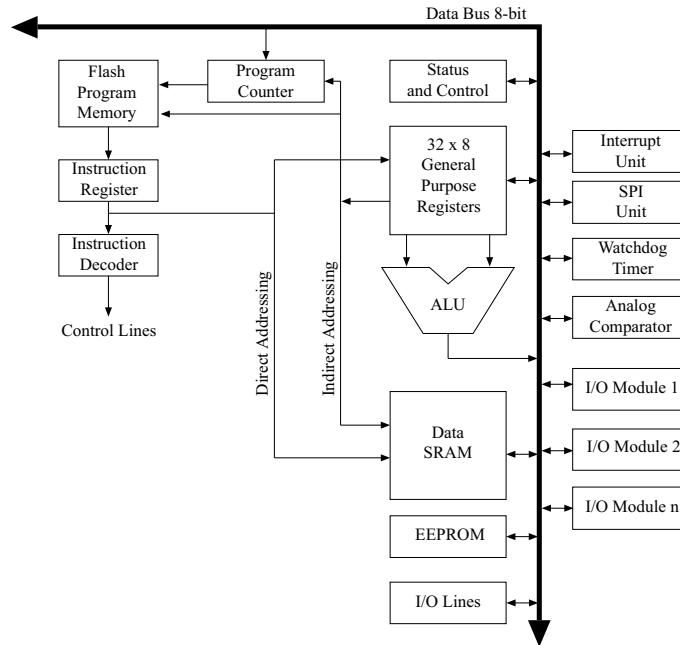 Data Bus 8-bit
Flash
Program
Memory
Program
Counter
Status
and Control
Instruction
Register
32 x 8
General
Purpose
Registers
Interrupt
Unit
SPI
Unit
Instruction
Decoder
Watchdog
Timer
ALU
Analog
Comparator
Control Lines
Direct Addressing
Indirect Addressing
I/O Module 1
Data
SRAM
I/O Module 2
I/O Module n
EEPROM
I/O Lines